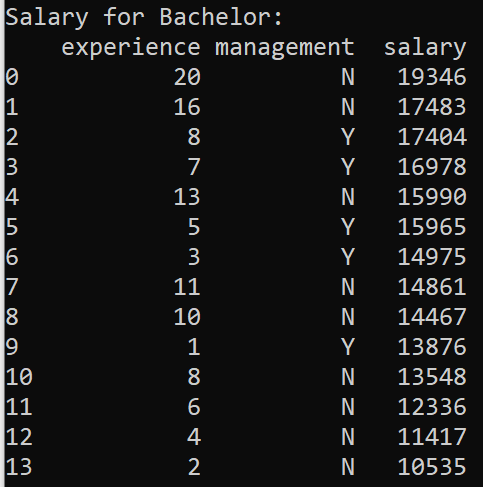 Salary for Bachelor:
experience management salary
0 20 N 19346
1 16 N 17483
2 8 Y 17404
3 7 Y 16978
4 13 N 15990
5 5 Y 15965
6 3 Y 14975
7 11 N 14861
8 10 N 14467
9 1 Y 13876
10 8 N 13548
11 6 N 12336
12 4 N 11417
13 2 N 10535